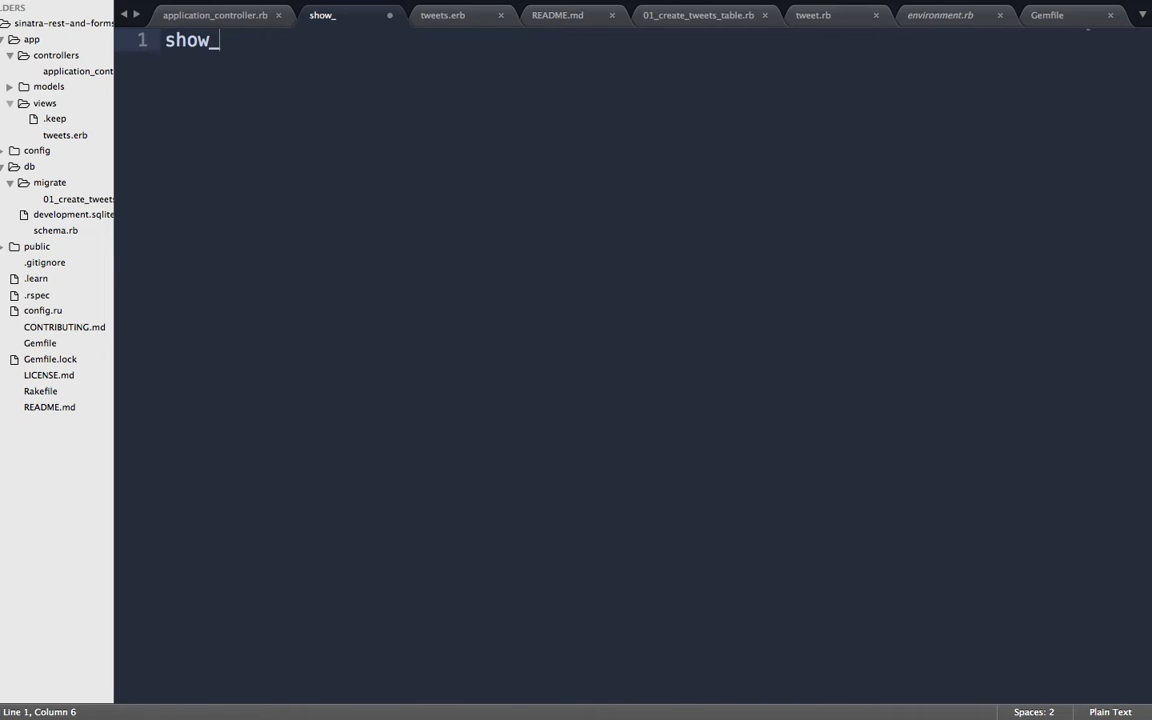 application_controller.rb
show_
tweets.erb
README.md
01_create_tweets_table.rb
tweet.rb
environment.rb
Gemfile
LDERS
sinatra-rest-and-forms
app
controllers
application_cont
models
views
.keep
tweets.erb
config
db
migrate
01_create_tweets
development.sqlite
schema.rb
public
.gitignore
.learn
.rspec
config.ru
CONTRIBUTING.md
Gemfile
Gemfile.lock
LICENSE.md
Rakefile
README.md
1 show_
Line 1, Column 6
Spaces: 2
Plain Text